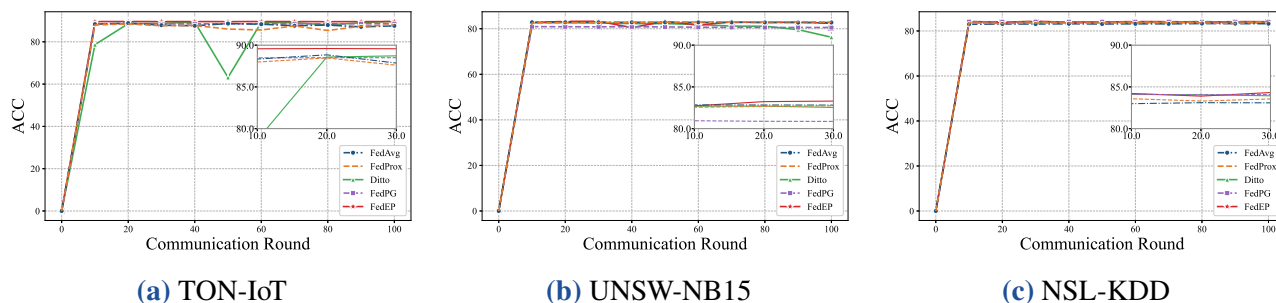 ACC
80
60
40
20
0
90.0
85.0
80.0
10.0 20.0 30.0
FedAvg
FedProx
Ditto
FedPG
FedEP
0 20 40 60 80 100
Communication Round
(a) TON-IoT
ACC
80
60
40
20
0
90.0
85.0
80.0
10.0 20.0 30.0
FedAvg
FedProx
Ditto
FedPG
FedEP
0 20 40 60 80 100
Communication Round
(b) UNSW-NB15
ACC
80
60
40
20
0
90.0
85.0
80.0
10.0 20.0 30.0
FedAvg
FedProx
Ditto
FedPG
FedEP
0 20 40 60 80 100
Communication Round
(c) NSL-KDD